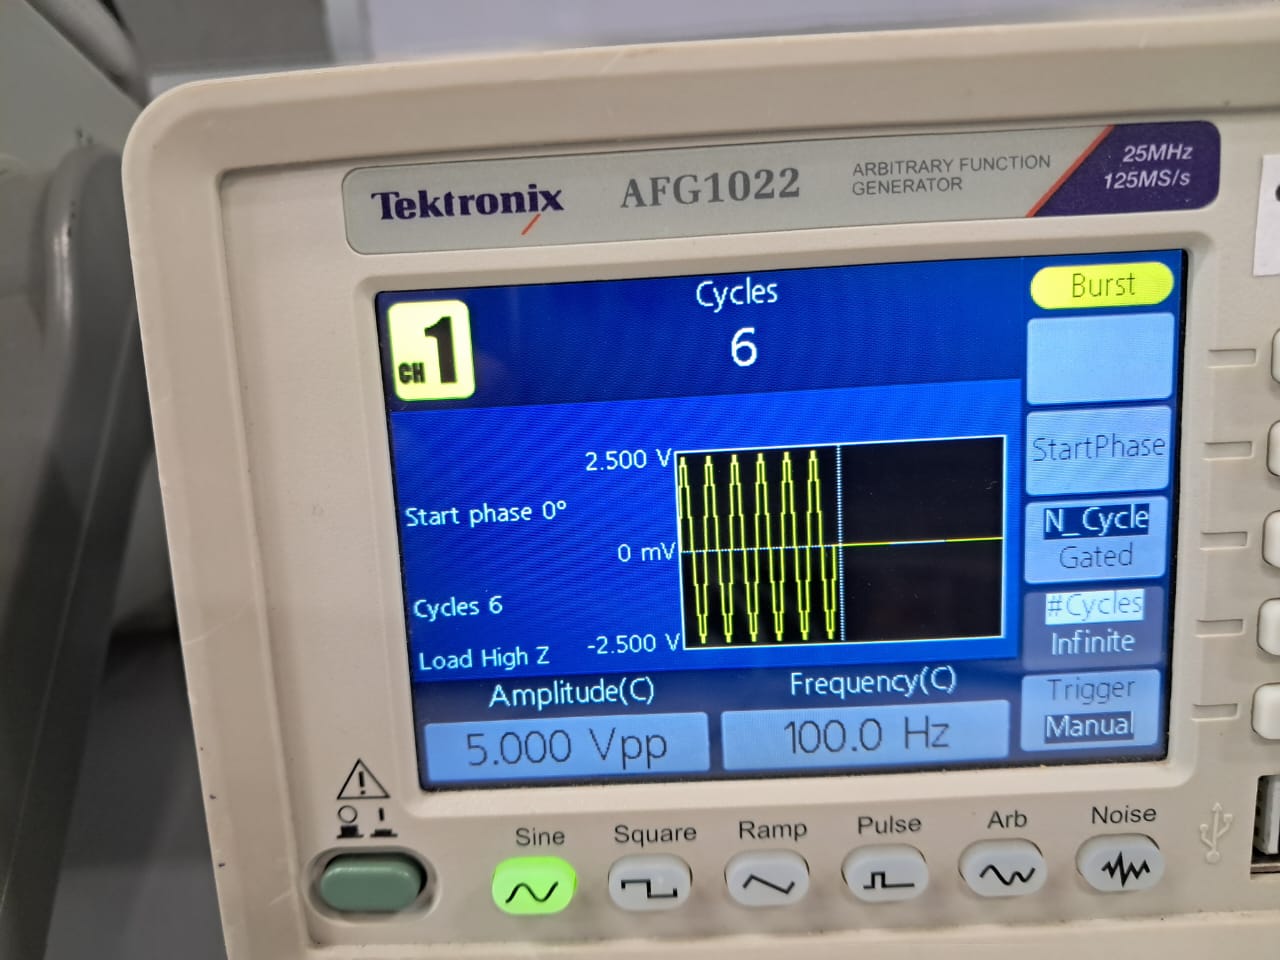 Tektronix AFG1022 ARBITRARY FUNCTION
GENERATOR
25MHz
125MS/s
CH 1
Cycles
6
Burst
2.500 V
StartPhase
Start phase 0°
N_Cycle
Gated
0 mV
Cycles 6
#Cycles
Infinite
Load High Z
-2.500 V
Amplitude(C)
Frequency(C)
Trigger
Manual
5.000 Vpp
100.0 Hz
Sine
Square
Ramp
Pulse
Arb
Noise